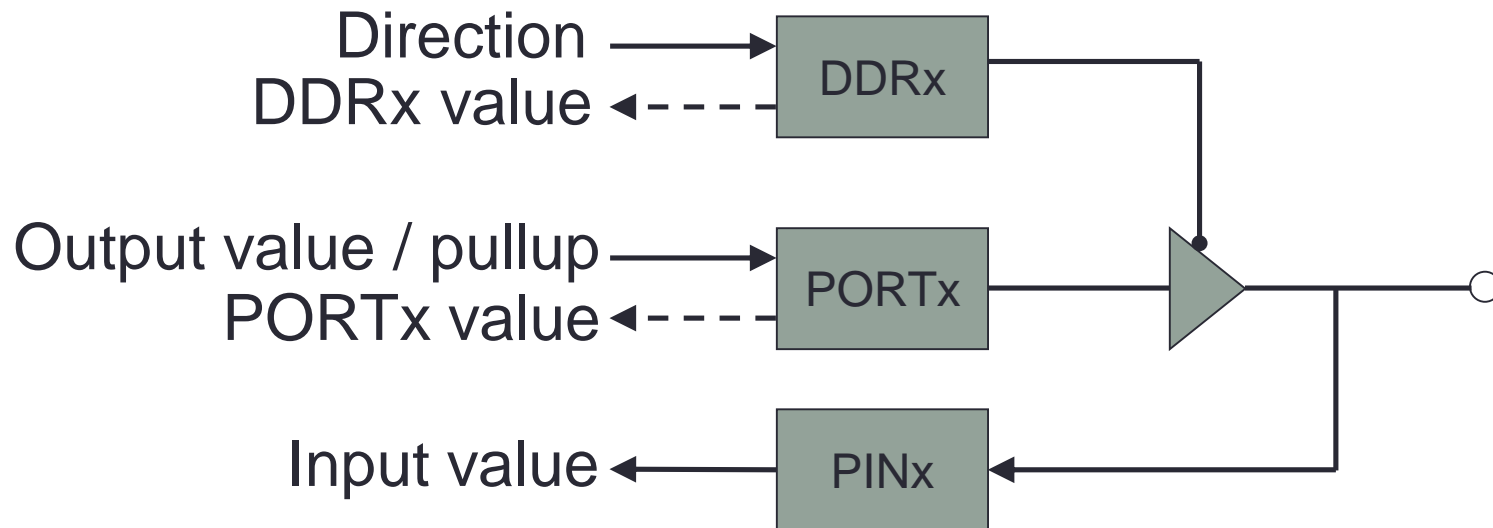 Direction
DDRx value
DDRx
Output value / pullup
PORTx value
PORTx
Input value
PINx